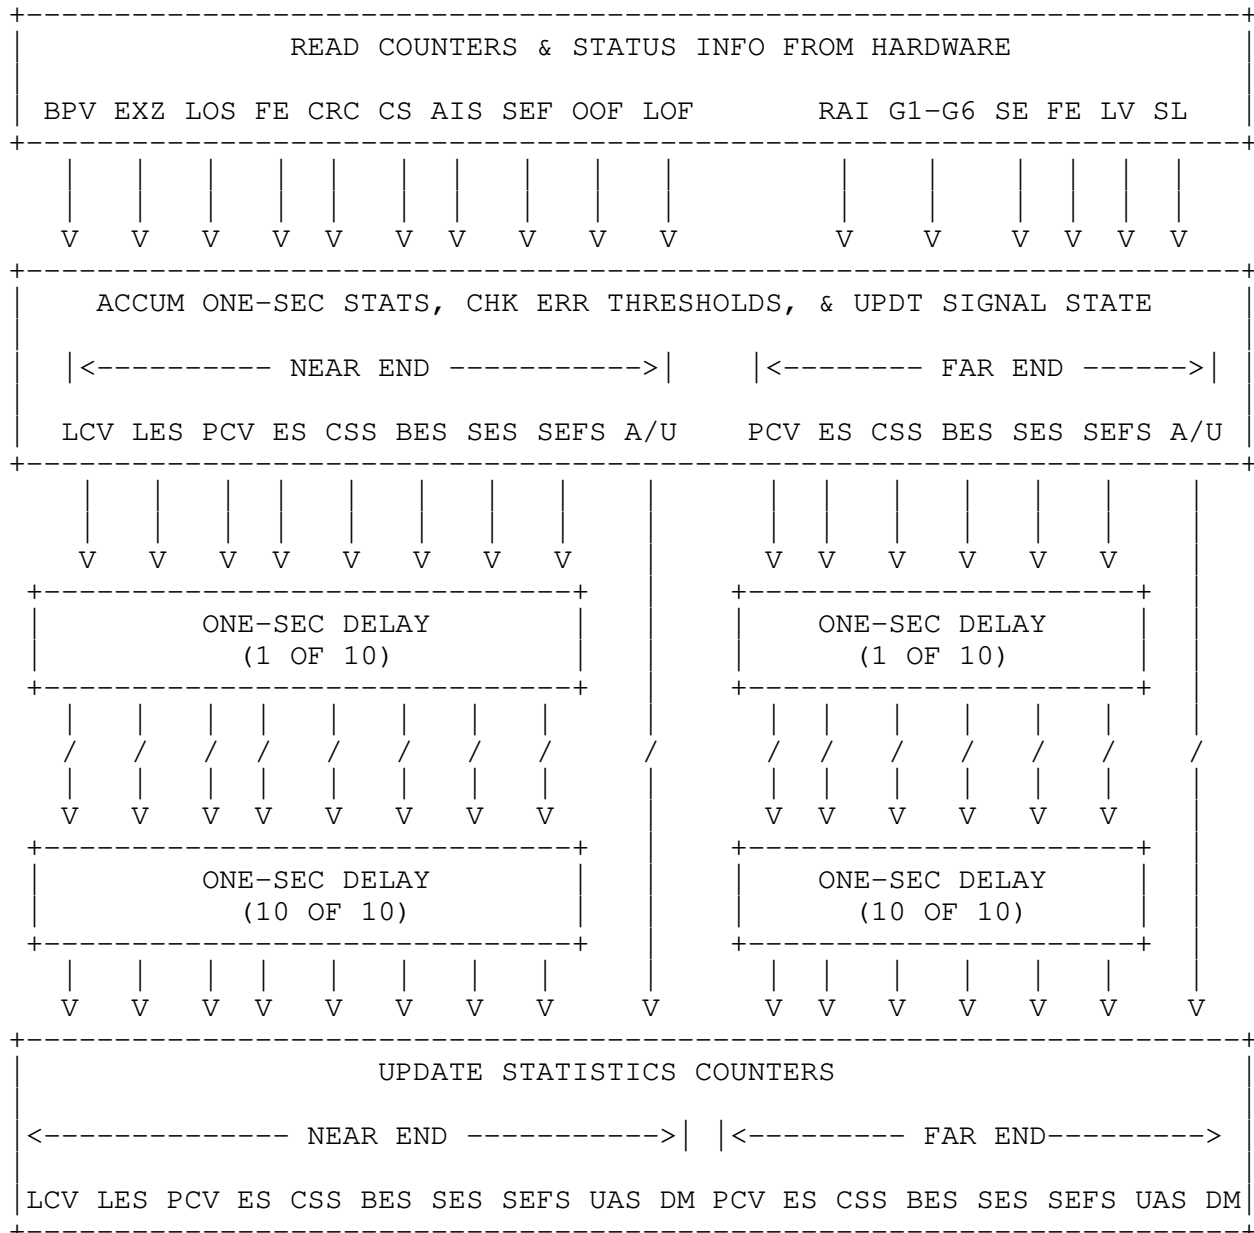 READ COUNTERS & STATUS INFO FROM HARDWARE
BPV EXZ LOS FE CRC CS AIS SEF OOF LOF RAI G1-G6 SE FE LV SL
V V V V V V V V V V V V V V V V
ACCUM ONE-SEC STATS, CHK ERR THRESHOLDS, & UPDT SIGNAL STATE
|<---------- NEAR END ----------->| |<-------- FAR END ------>|
LCV LES PCV ES CSS BES SES SEFS A/U PCV ES CSS BES SES SEFS A/U
V V V V V V V V V V V V V V
ONE-SEC DELAY ONE-SEC DELAY
(1 OF 10) (1 OF 10)
/ / / / / / / / / / / / / / / /
V V V V V V V V V V V V V V
ONE-SEC DELAY ONE-SEC DELAY
(10 OF 10) (10 OF 10)
V V V V V V V V V V V V V V V V
UPDATE STATISTICS COUNTERS
<-------------- NEAR END ----------->| |<--------- FAR END--------->
LCV LES PCV ES CSS BES SES SEFS UAS DM PCV ES CSS BES SES SEFS UAS DM